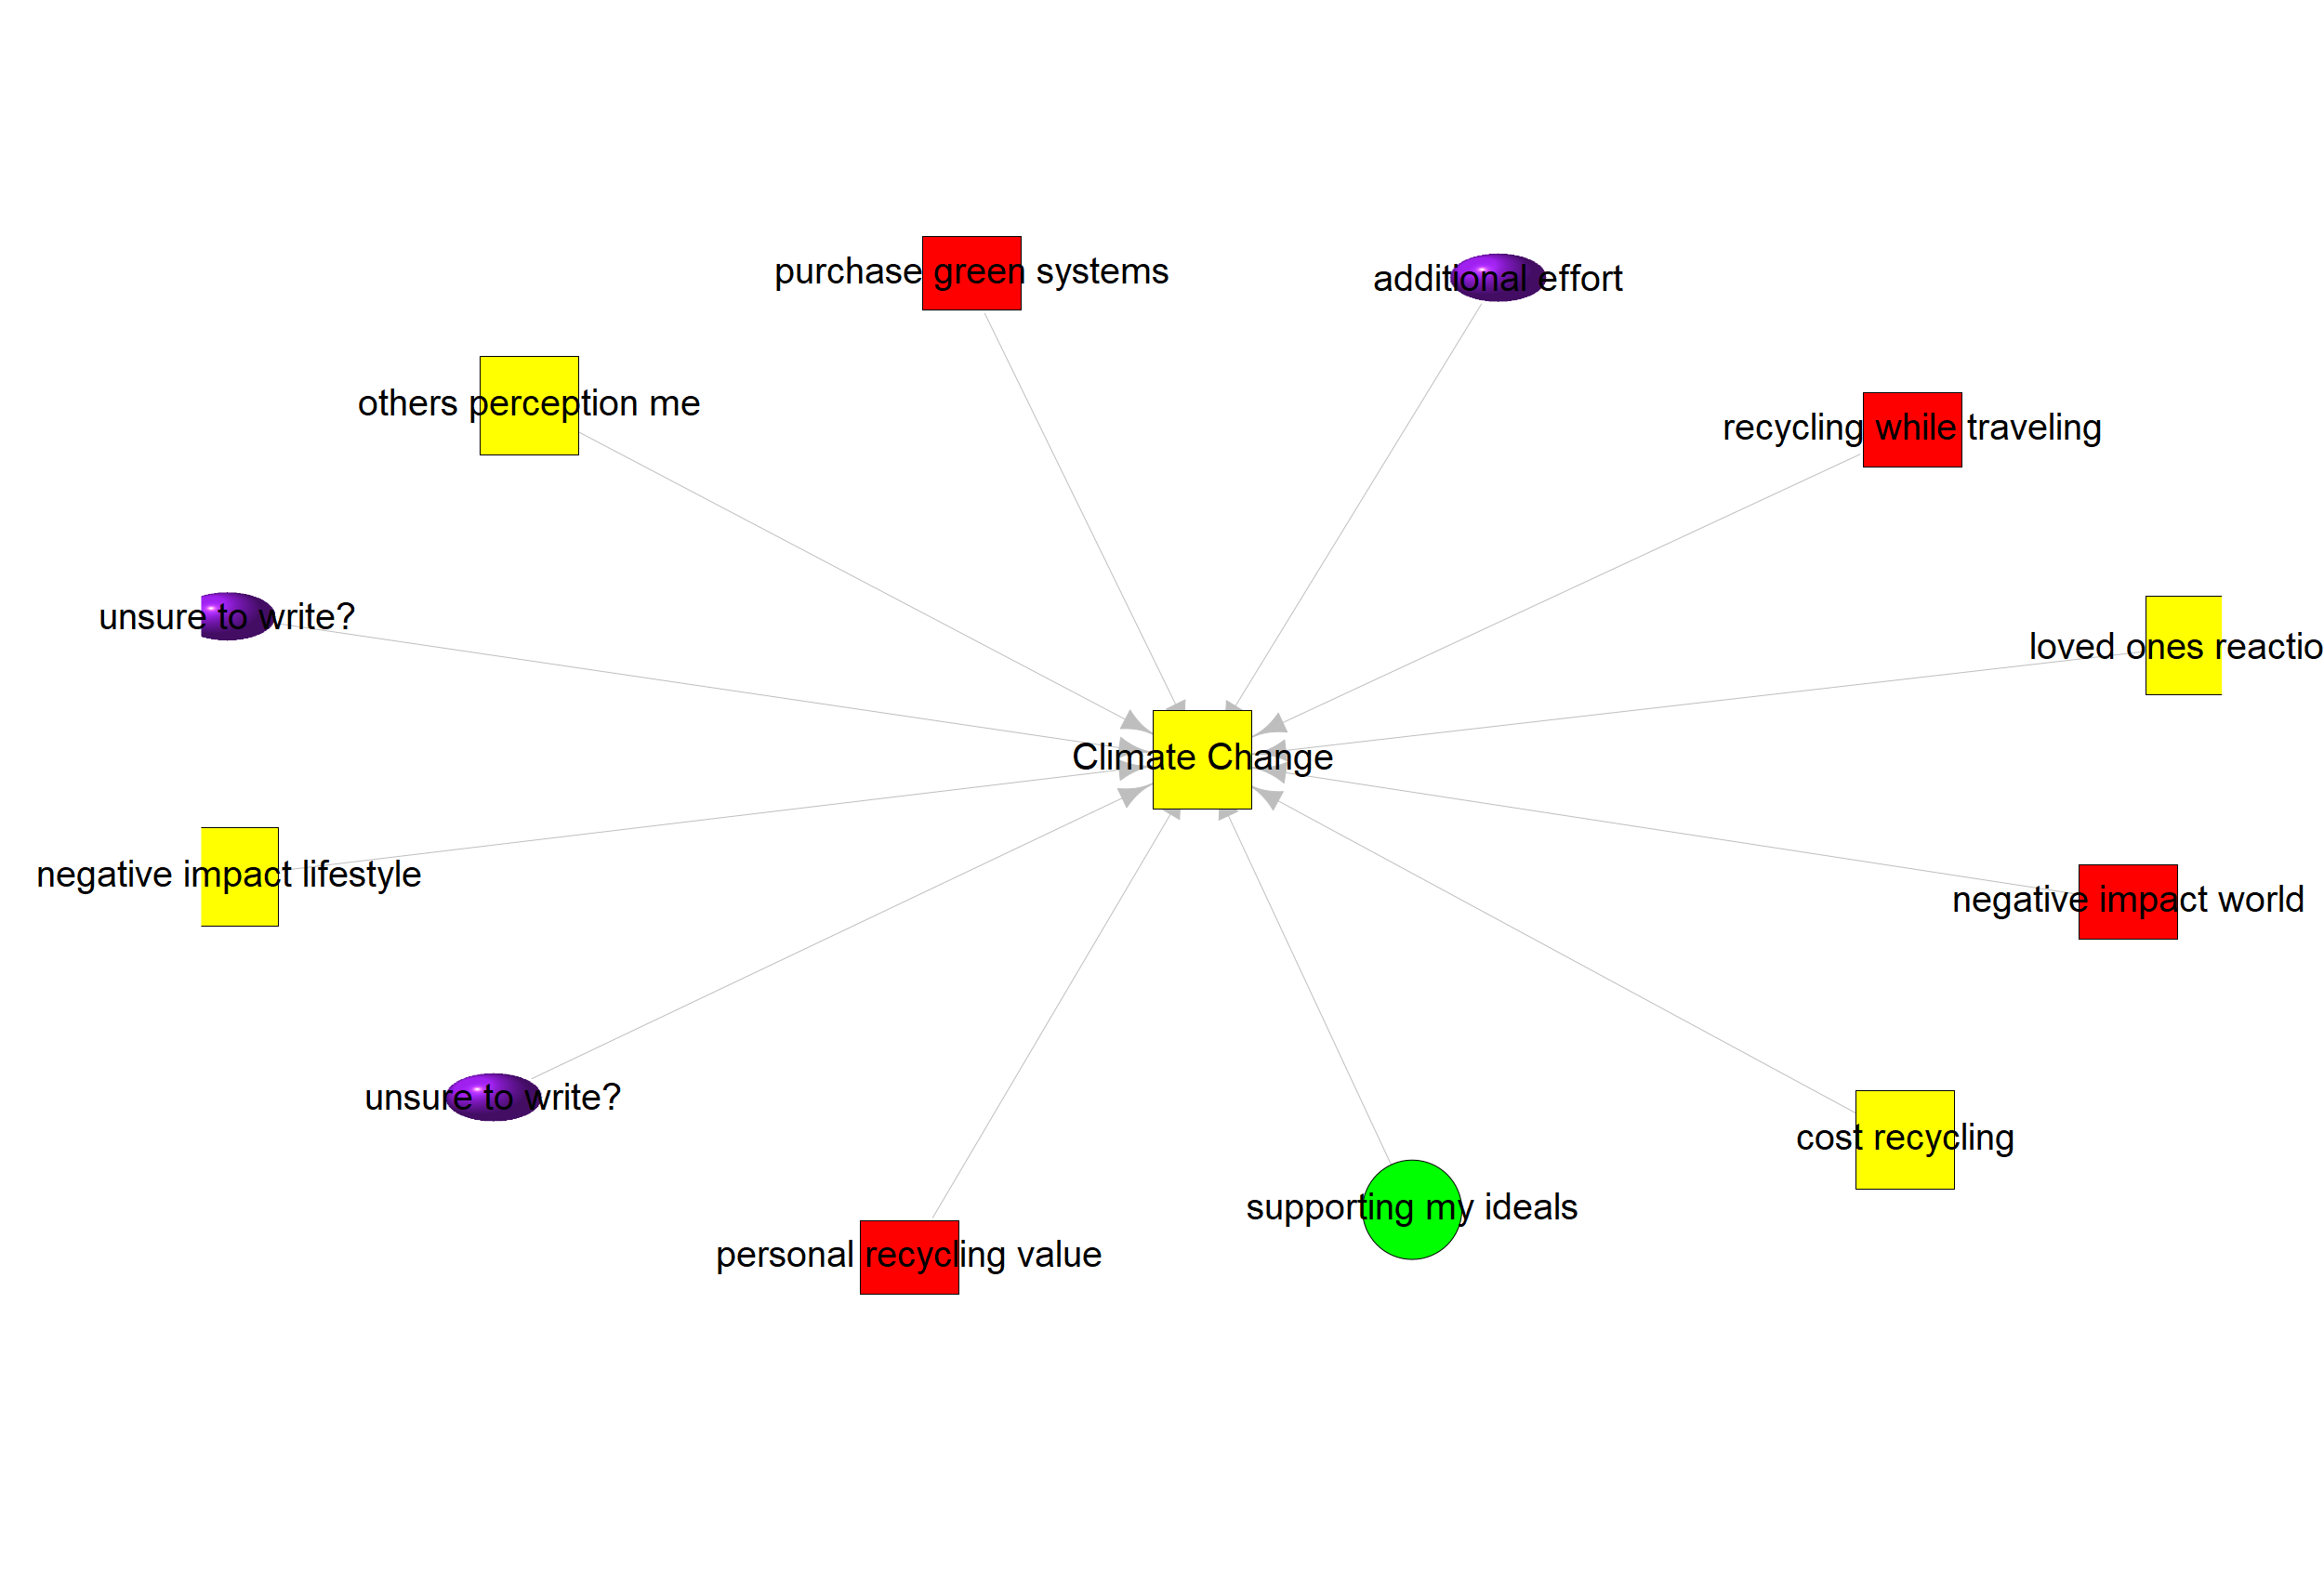 purchase green systems
additional effort
others perception me
recycling while traveling
unsure to write?
loved ones reactio
Climate Change
negative impact lifestyle
negative impact world
unsure to write?
cost recycling
supporting my ideals
personal recycling value